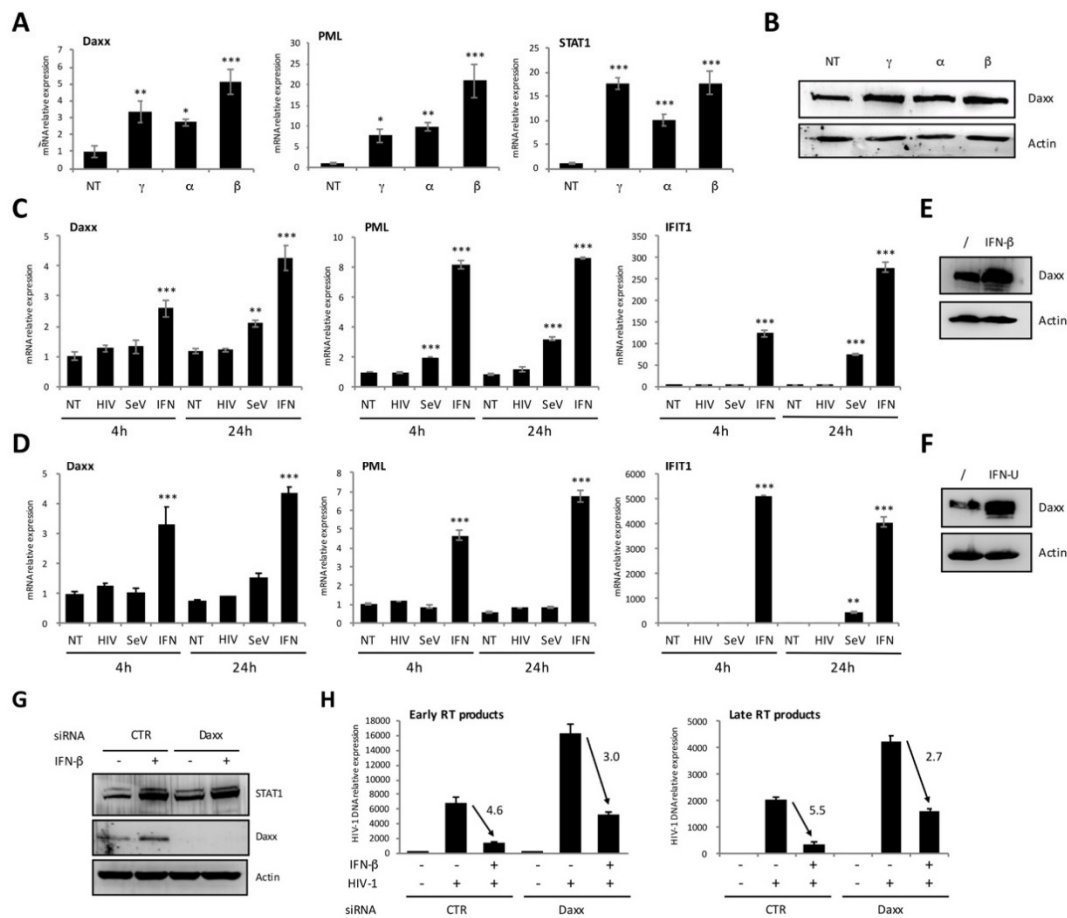 A
Daxx
mRNA relative expression
7
6
5
4
3
2
1
0
** * ***
NT γ α β
PML
mRNA relative expression
30
25
20
15
10
5
0
* ** ***
NT γ α β
STAT1
mRNA relative expression
20
15
10
5
0
*** *** ***
NT γ α β
B
NT γ α β
Daxx
Actin
C
Daxx
mRNA relative expression
5
4
3
2
1
0
*** ** ***
NT HIV SeV IFN NT HIV SeV IFN
4h 24h
PML
mRNA relative expression
10
8
6
4
2
0
*** *** *** ***
NT HIV SeV IFN NT HIV SeV IFN
4h 24h
IFIT1
mRNA relative expression
350
300
250
200
150
100
50
0
*** *** ***
NT HIV SeV IFN NT HIV SeV IFN
4h 24h
E
/ IFN-β
Daxx
Actin
D
Daxx
mRNA relative expression
5
4
3
2
1
0
*** ***
NT HIV SeV IFN NT HIV SeV IFN
4h 24h
PML
mRNA relative expression
8
7
6
5
4
3
2
1
0
*** ***
NT HIV SeV IFN NT HIV SeV IFN
4h 24h
IFIT1
mRNA relative expression
6000
5000
4000
3000
2000
1000
0
*** ** ***
NT HIV SeV IFN NT HIV SeV IFN
4h 24h
F
/ IFN-U
Daxx
Actin
G
siRNA CTR Daxx
IFN-β - + - +
STAT1
Daxx
Actin
H
Early RT products
HIV-1 DNA relative expression
18000
16000
14000
12000
10000
8000
6000
4000
2000
0
4.6
3.0
IFN-β - - + - - +
HIV-1 - + + - + +
siRNA CTR Daxx
Late RT products
HIV-1 DNA relative expression
5000
4000
3000
2000
1000
0
5.5
2.7
- - + - - +
- + + - + +
CTR Daxx